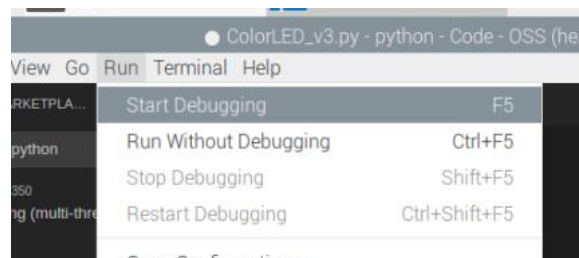 ColorLED_v3.py - python - Code - OSS (he
View Go Run Terminal Help
RKETPLA...
Start Debugging F5
python
Run Without Debugging Ctrl+F5
350
Stop Debugging Shift+F5
ng (multi-thre
Restart Debugging Ctrl+Shift+F5